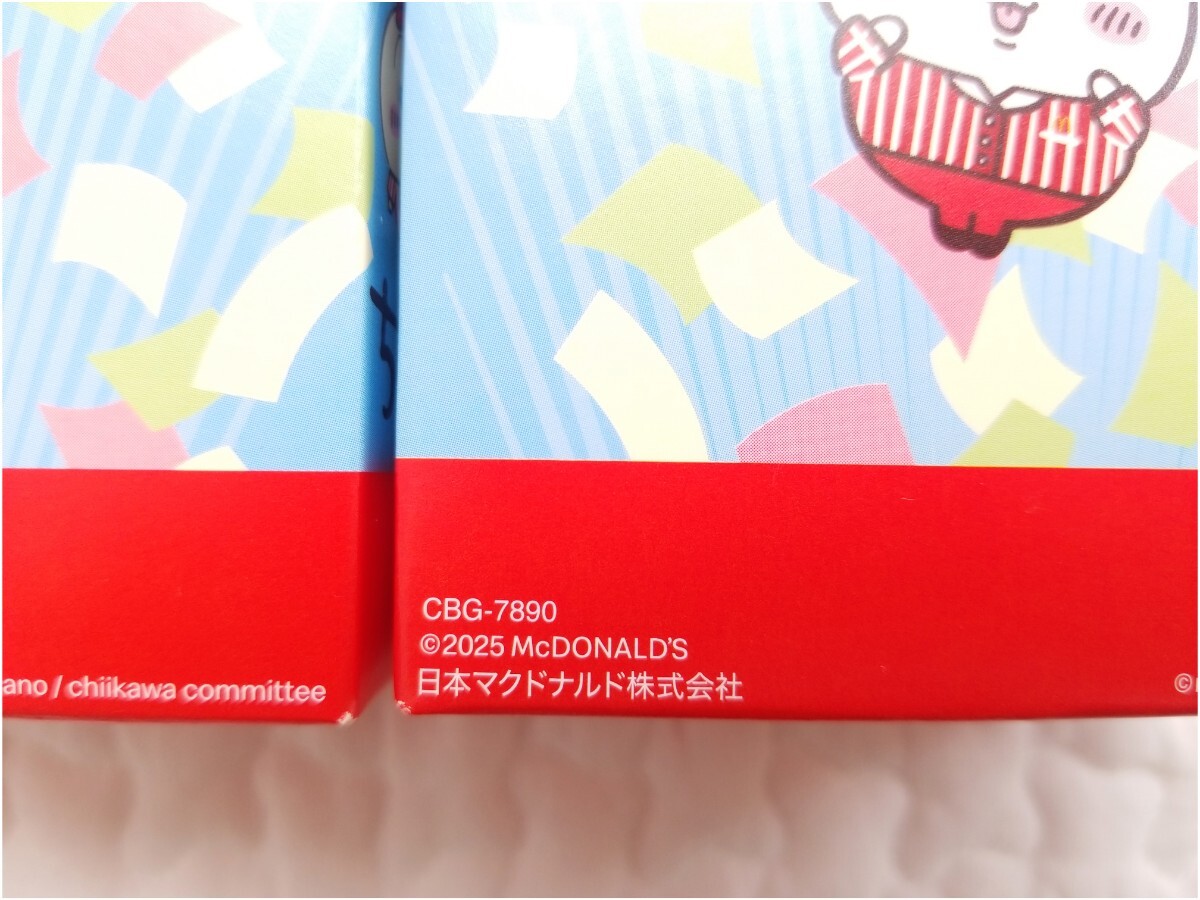 ano / chiikawa committee
CBG-7890
©2025 McDONALD'S
日本マクドナルド株式会社
©